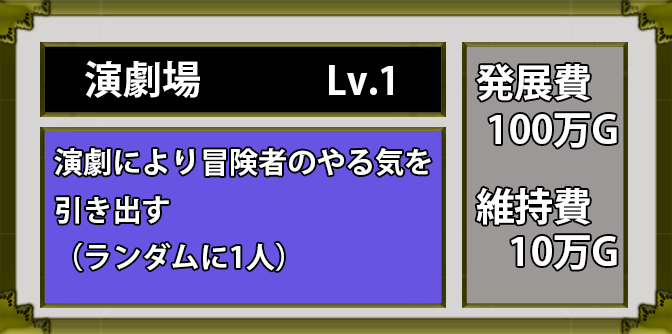 演劇場 Lv.1
演劇により冒険者のやる気を
引き出す
（ランダムに1人）
発展費
100万G
維持費
10万G